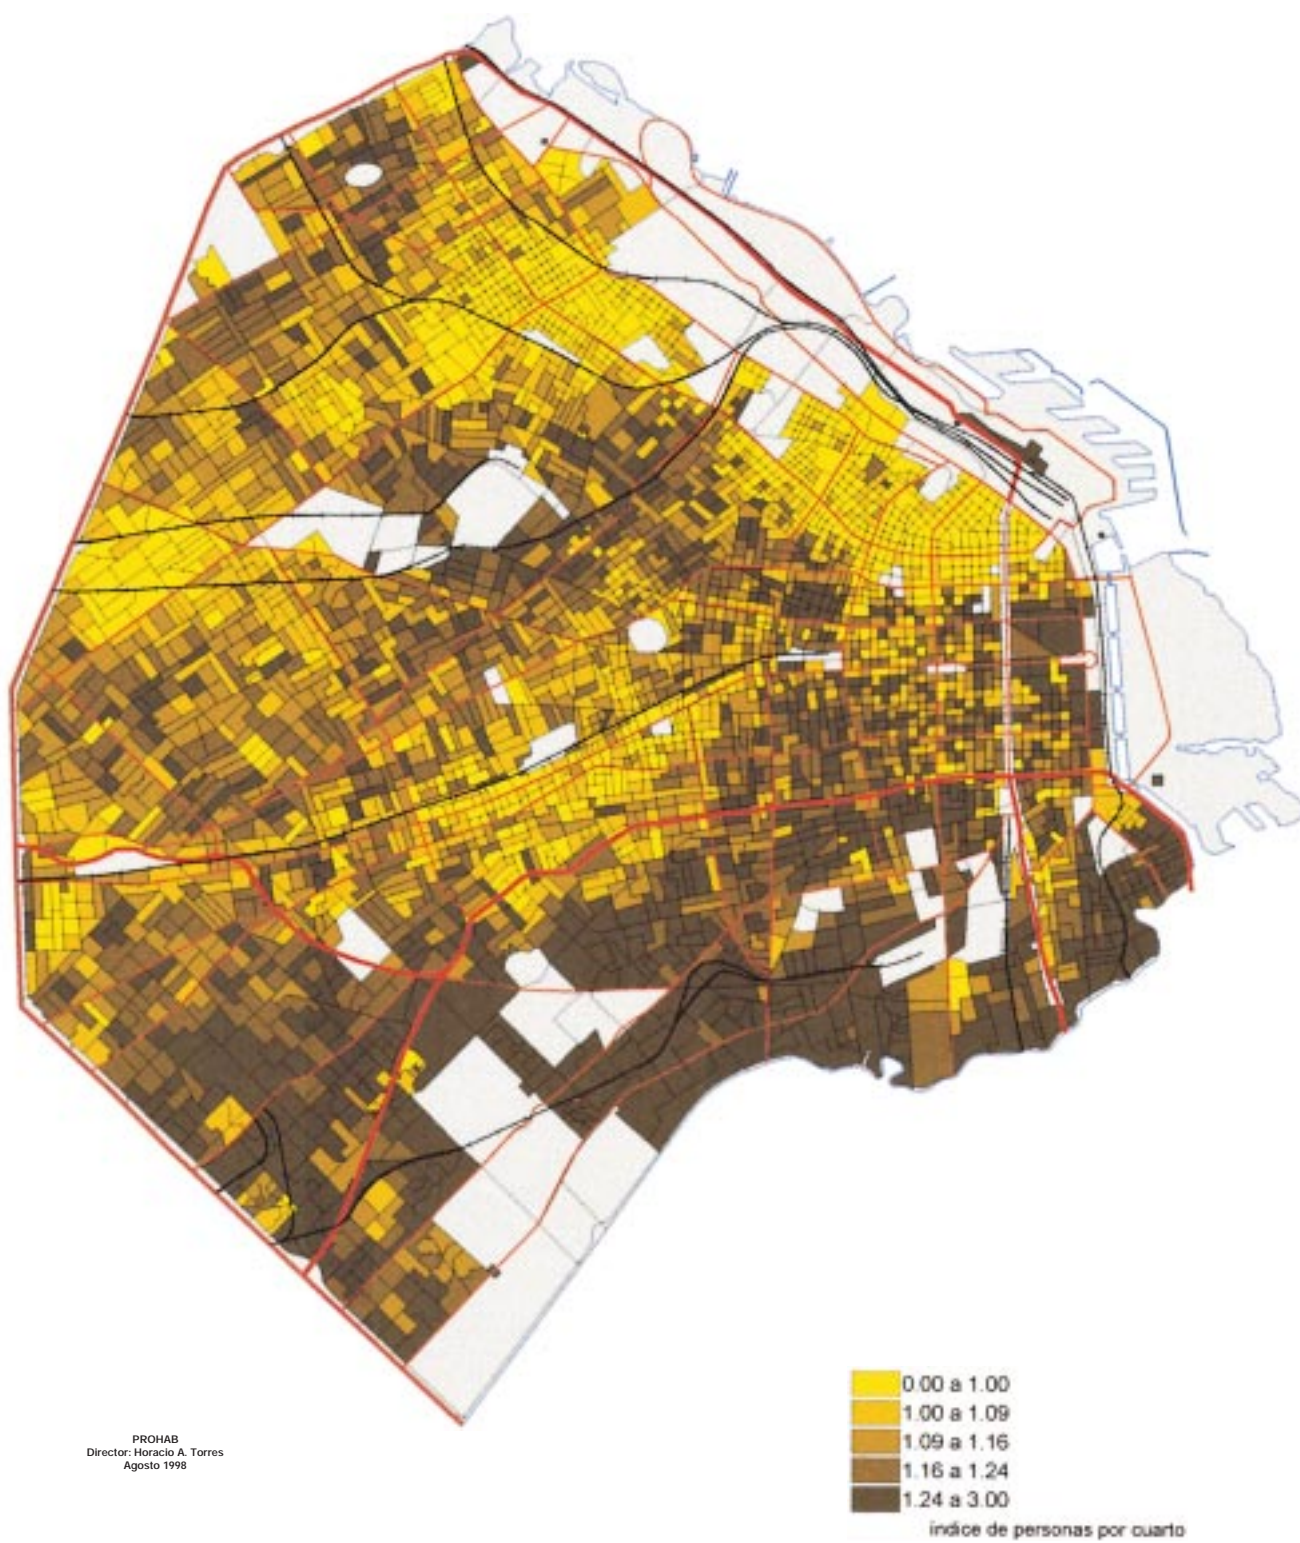 0.00 a 1.00
1.00 a 1.09
1.09 a 1.16
1.16 a 1.24
1.24 a 3.00
indice de personas por cuarto
PROHAB
Director: Horacio A. Torres
Agosto 1998